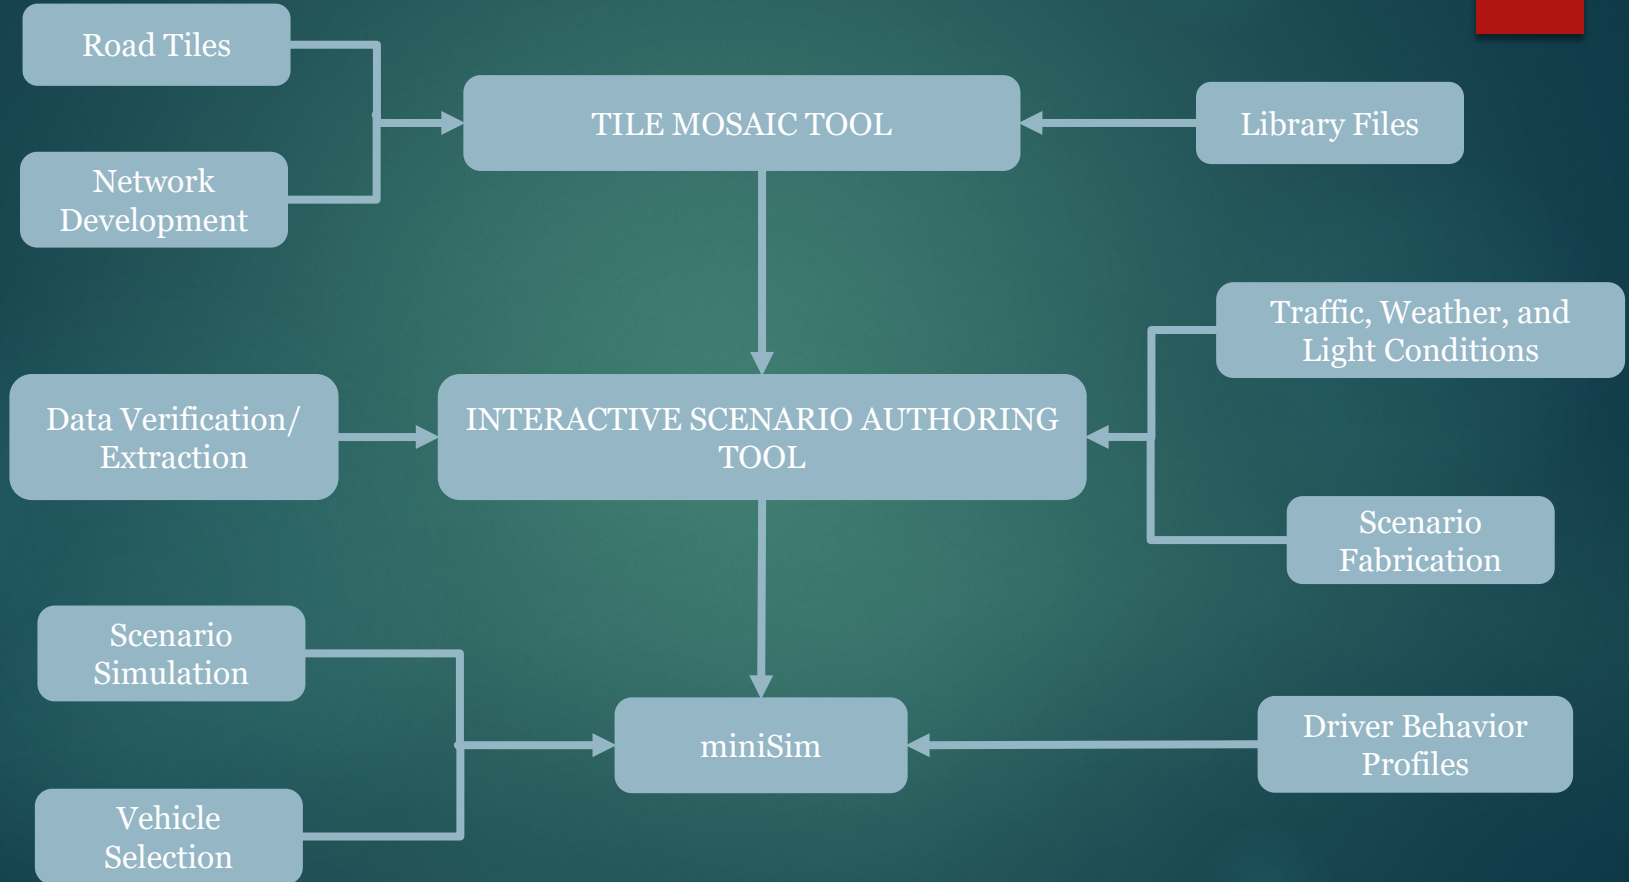 Road Tiles
TILE MOSAIC TOOL
Library Files
Network
Development
Traffic, Weather, and
Light Conditions
Data Verification/
Extraction
INTERACTIVE SCENARIO AUTHORING
TOOL
Scenario
Fabrication
Scenario
Simulation
miniSim
Driver Behavior
Profiles
Vehicle
Selection